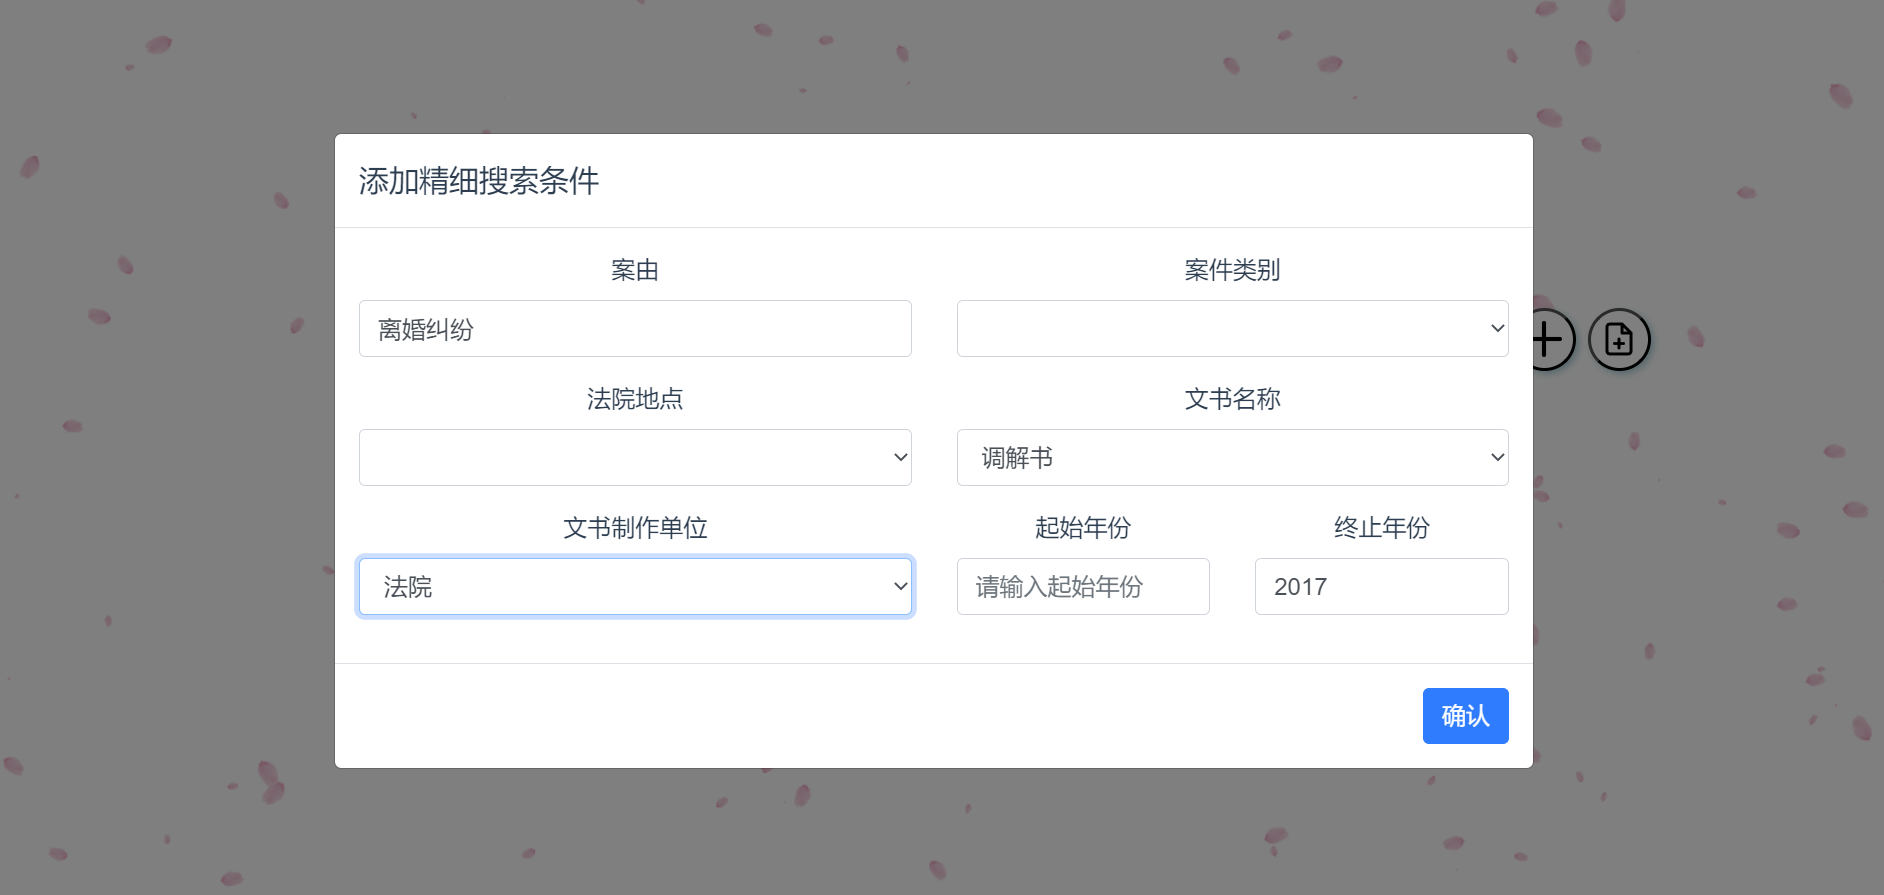 添加精细搜索条件
案由
案件类别
离婚纠纷
法院地点
文书名称
调解书
文书制作单位
起始年份
终止年份
法院
请输入起始年份
2017
确认